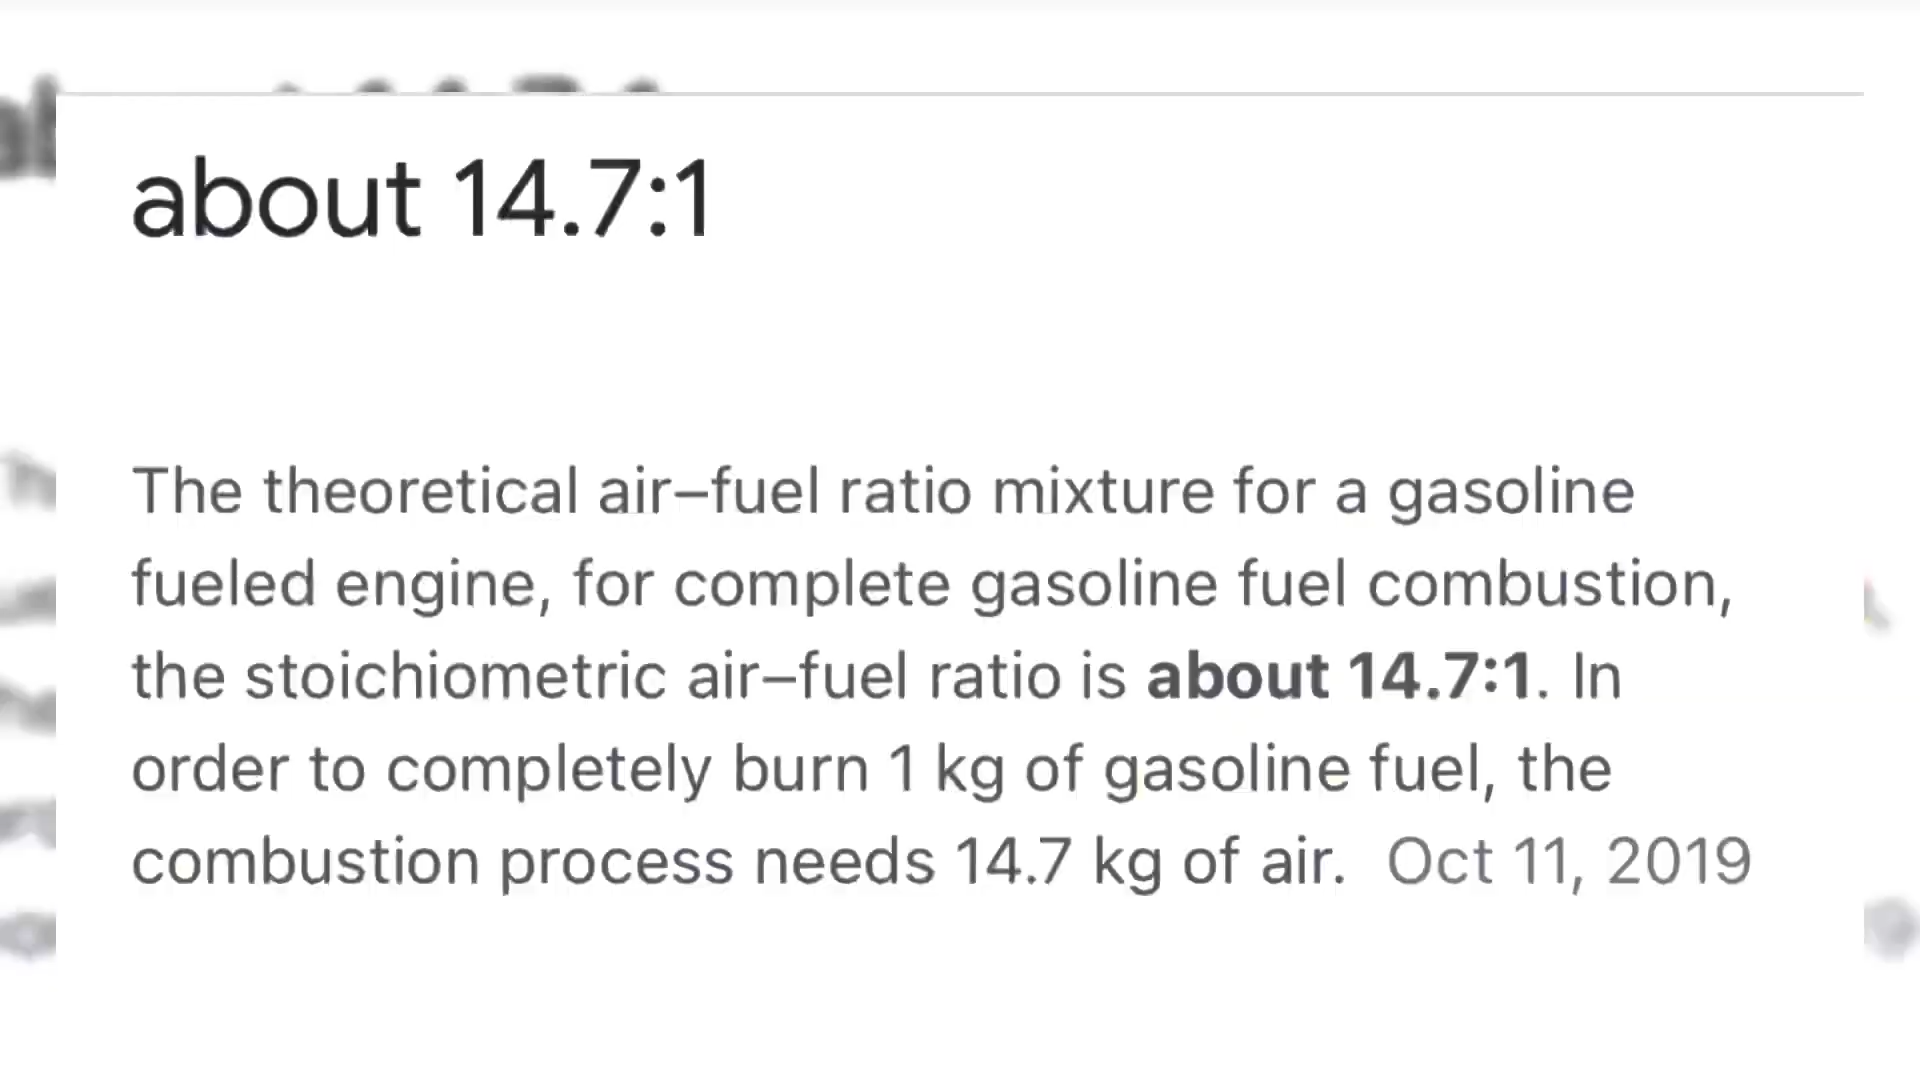 about 14.7:1
The theoretical air–fuel ratio mixture for a gasoline
fueled engine, for complete gasoline fuel combustion,
the stoichiometric air–fuel ratio is about 14.7:1. In
order to completely burn 1 kg of gasoline fuel, the
combustion process needs 14.7 kg of air. Oct 11, 2019